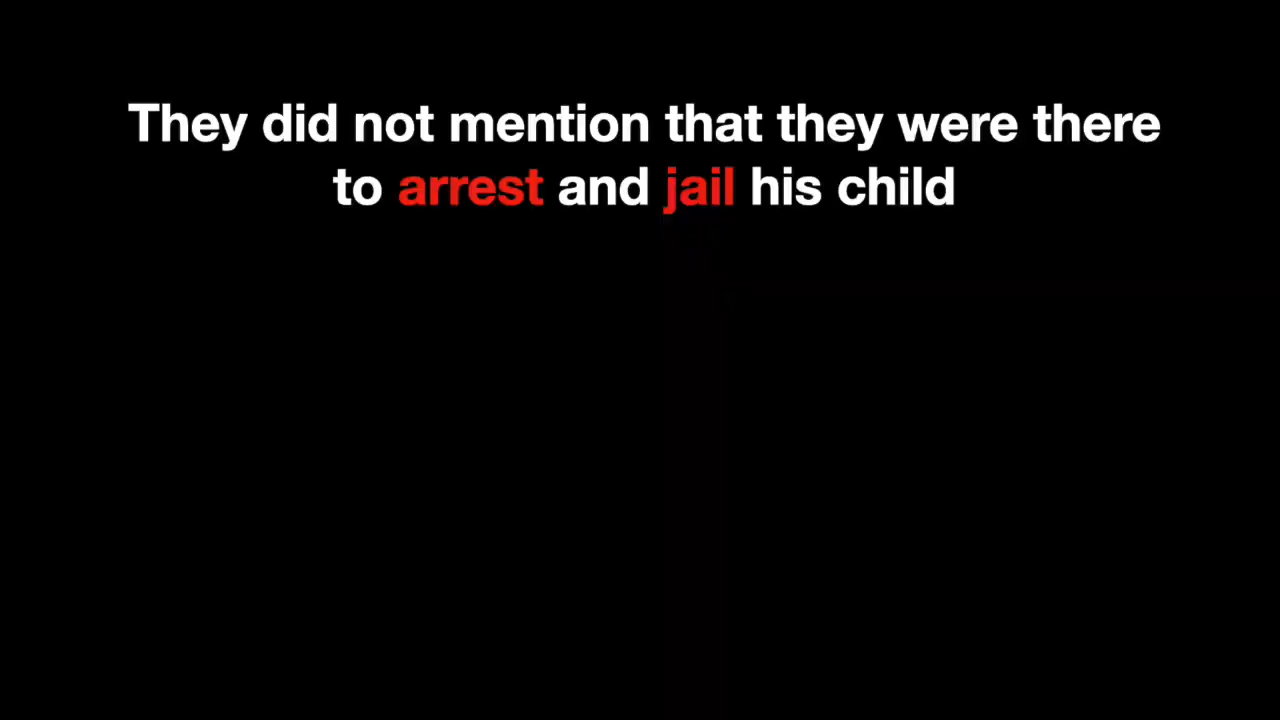 They did not mention that they were there
to arrest and jail his child